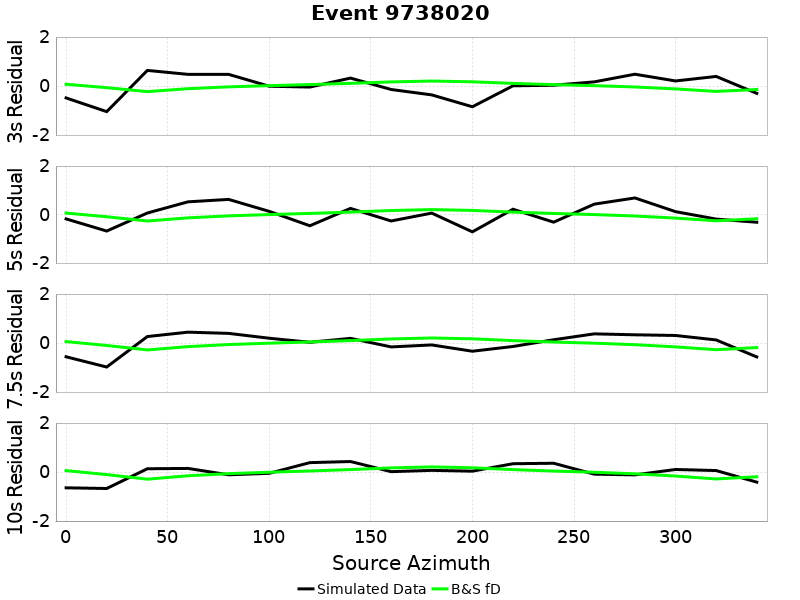 Event 9738020
3s Residual
2
0
-2
5s Residual
2
0
-2
7.5s Residual
2
0
-2
10s Residual
2
0
-2
0 50 100 150 200 250 300
Source Azimuth
Simulated Data B&S fD